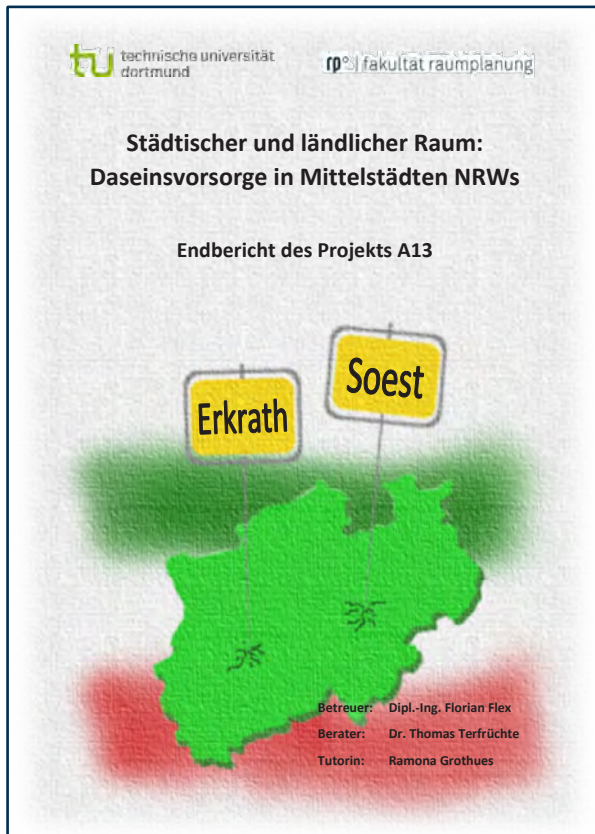 tu technische universität
dortmund
rp | fakultät raumplanung
Städtischer und ländlicher Raum:
Daseinsvorsorge in Mittelstädten NRWs
Endbericht des Projekts A13
Erkrath
Soest
Betreuer: Dipl.-Ing. Florian Flex
Berater: Dr. Thomas Terfrüchte
Tutorin: Ramona Grothues